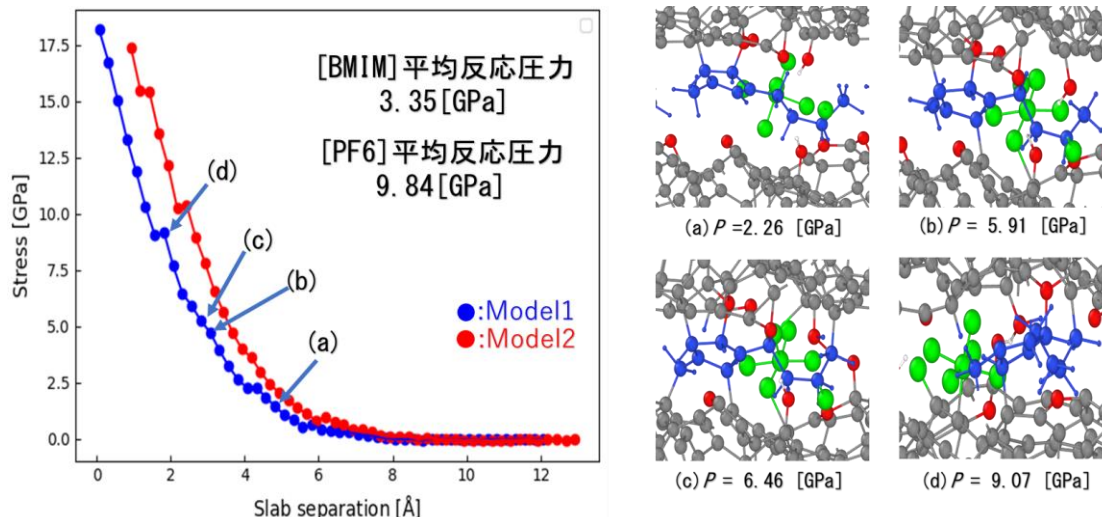 17.5
15.0
12.5
10.0
7.5
5.0
2.5
0.0
Stress [GPa]
[BMIM]平均反応圧力
3.35[GPa]
[PF6]平均反応圧力
9.84[GPa]
(d)
(c)
(b)
(a)
:Model1
:Model2
0
2
4
6
8
10
12
Slab separation [Å]
(a) P =2.26 [GPa]
(b) P = 5.91 [GPa]
(c) P = 6.46 [GPa]
(d) P = 9.07 [GPa]